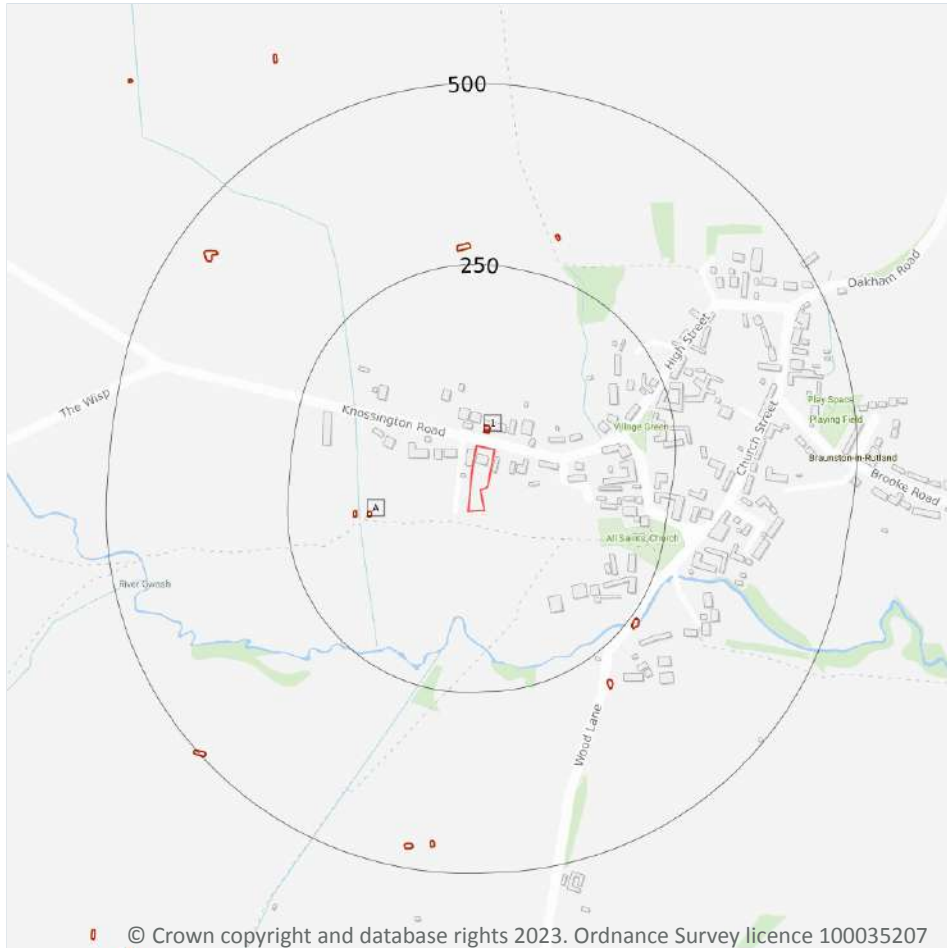 500
250
Oakham Road
High Street
The Wisp
Knossington Road
1
Play Space
Playing Field
Village Green
Church Street
Braunston-in-Rutland
Brooke Road
A
All Saints' Church
River Gwash
Wood Lane
© Crown copyright and database rights 2023. Ordnance Survey licence 100035207